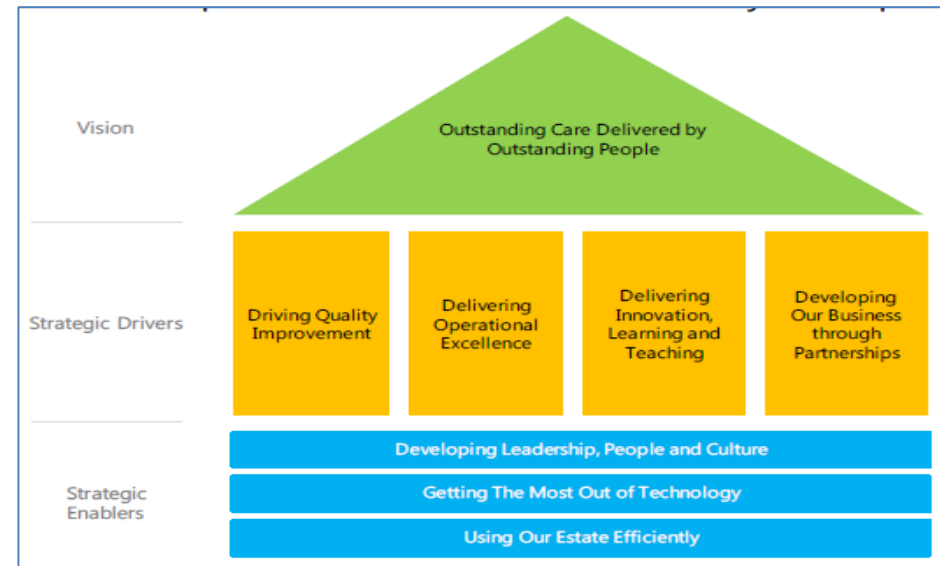 Vision
Outstanding Care Delivered by
Outstanding People
Strategic Drivers
Driving Quality
Improvement
Delivering
Operational
Excellence
Delivering
Innovation,
Learning and
Teaching
Developing
Our Business
through
Partnerships
Strategic
Enablers
Developing Leadership, People and Culture
Getting The Most Out of Technology
Using Our Estate Efficiently